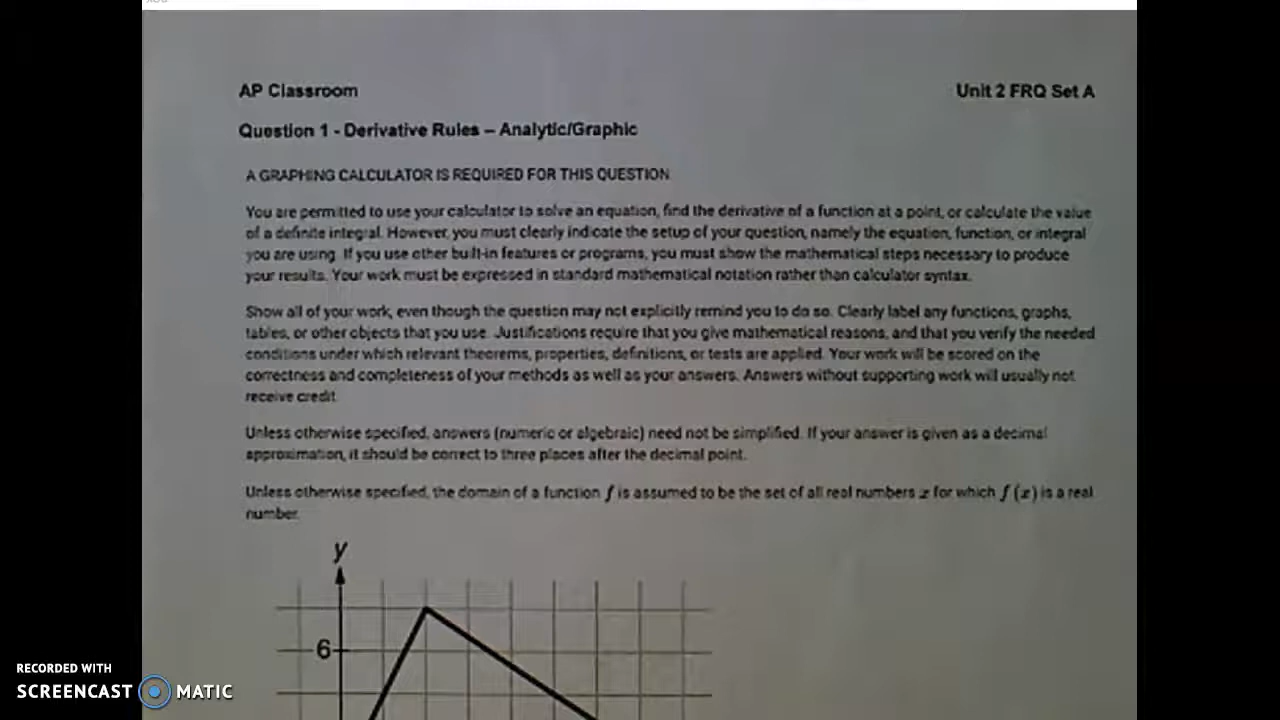 AP Classroom Unit 2 FRQ Set A
Question 1 - Derivative Rules – Analytic/Graphic
A GRAPHING CALCULATOR IS REQUIRED FOR THIS QUESTION
You are permitted to use your calculator to solve an equation, find the derivative of a function at a point, or calculate the value
of a definite integral. However, you must clearly indicate the setup of your question, namely the equation, function, or integral
you are using. If you use other built-in features or programs, you must show the mathematical steps necessary to produce
your results. Your work must be expressed in standard mathematical notation rather than calculator syntax.
Show all of your work, even though the question may not explicitly remind you to do so. Clearly label any functions, graphs,
tables, or other objects that you use. Justifications require that you give mathematical reasons, and that you verify the needed
conditions under which relevant theorems, properties, definitions, or tests are applied. Your work will be scored on the
correctness and completeness of your methods as well as your answers. Answers without supporting work will usually not
receive credit.
Unless otherwise specified, answers (numeric or algebraic) need not be simplified. If your answer is given as a decimal
approximation, it should be correct to three places after the decimal point.
Unless otherwise specified, the domain of a function f is assumed to be the set of all real numbers x for which f (x) is a real
number.
y
6
RECORDED WITH
SCREENCAST MATIC